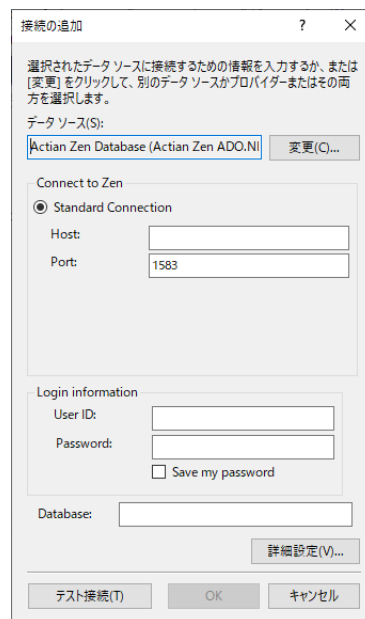 接続の追加 ? ×
選択されたデータ ソースに接続するための情報を入力するか、または
[変更] をクリックして、別のデータ ソースかプロバイダーまたはその両
方を選択します。
データ ソース(S):
Actian Zen Database (Actian Zen ADO.NI 変更(C)...
Connect to Zen
Standard Connection
Host:
Port: 1583
Login information
User ID:
Password:
Save my password
Database:
詳細設定(V)...
テスト接続(T) OK キャンセル